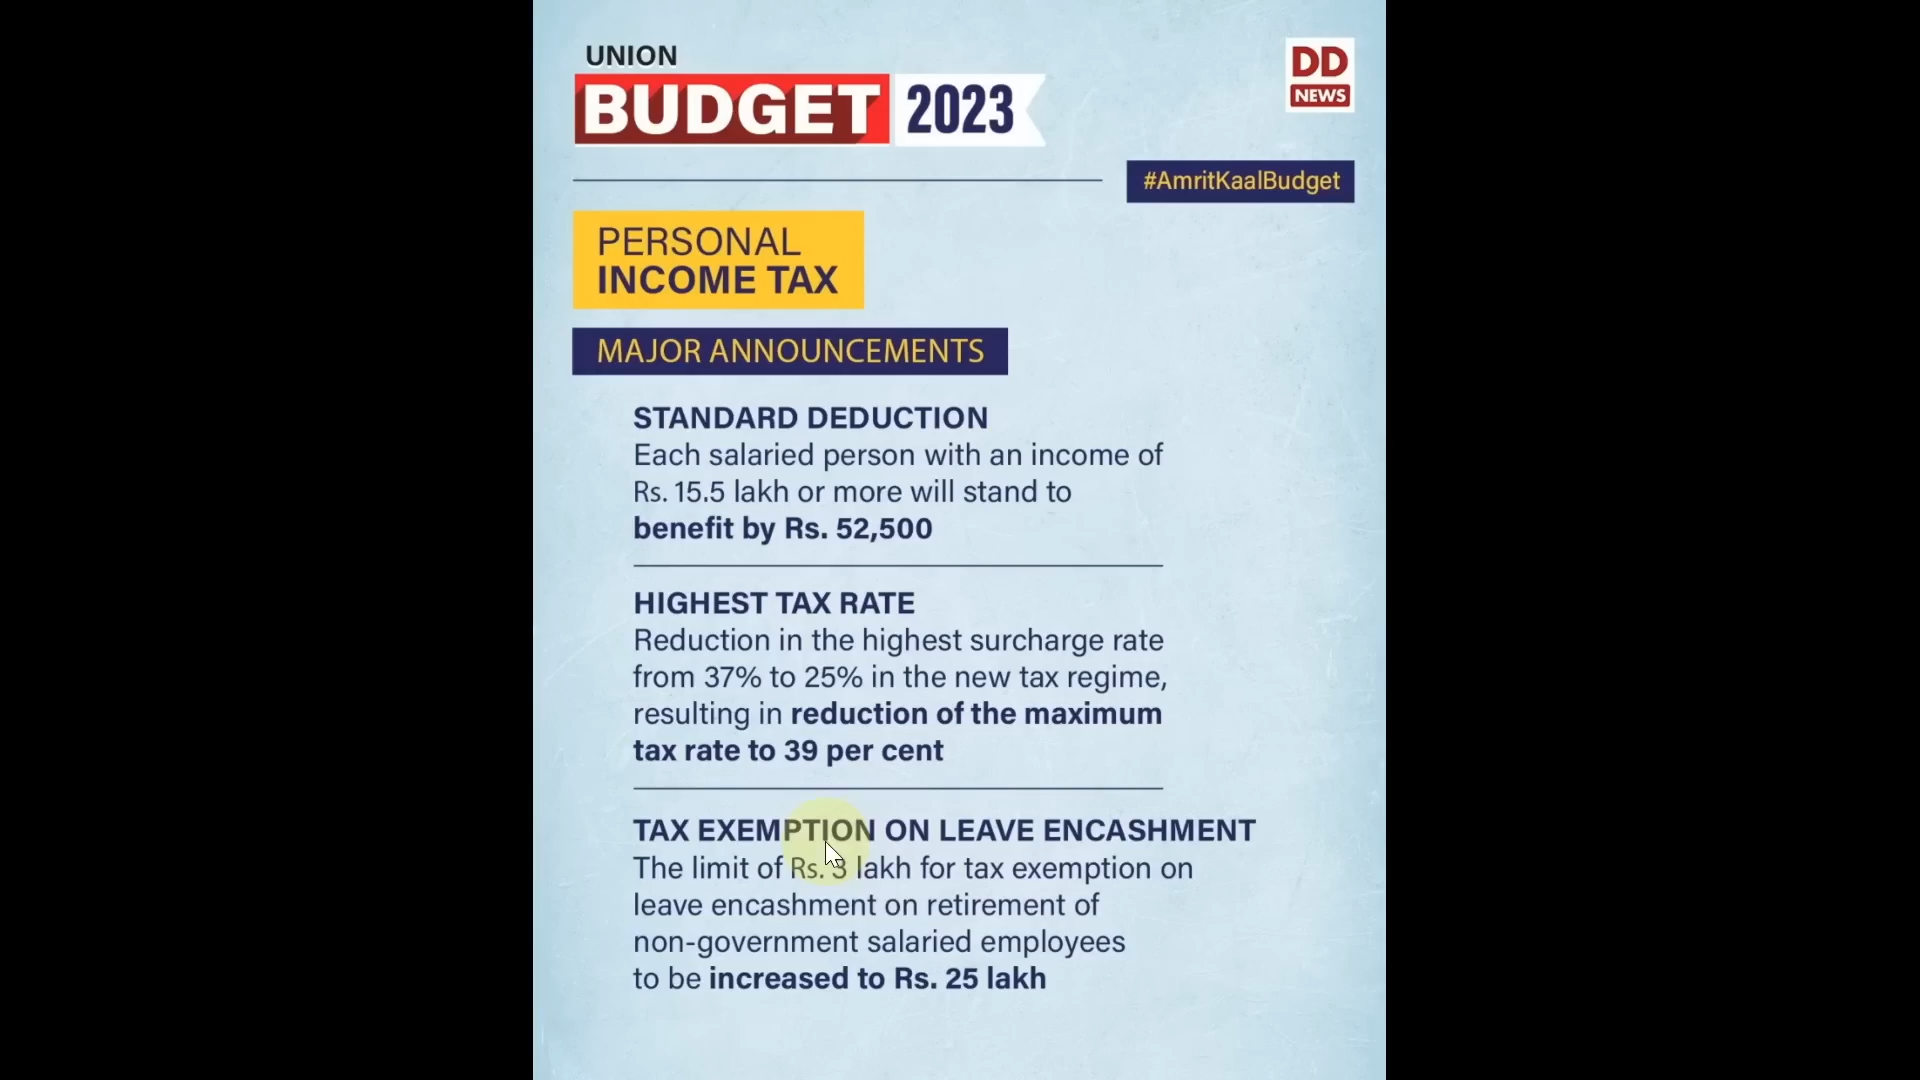 UNION
BUDGET 2023
DD
NEWS
#AmritKaalBudget
PERSONAL
INCOME TAX
MAJOR ANNOUNCEMENTS
STANDARD DEDUCTION
Each salaried person with an income of
Rs. 15.5 lakh or more will stand to
benefit by Rs. 52,500
HIGHEST TAX RATE
Reduction in the highest surcharge rate
from 37% to 25% in the new tax regime,
resulting in reduction of the maximum
tax rate to 39 per cent
TAX EXEMPTION ON LEAVE ENCASHMENT
The limit of Rs. 3 lakh for tax exemption on
leave encashment on retirement of
non-government salaried employees
to be increased to Rs. 25 lakh